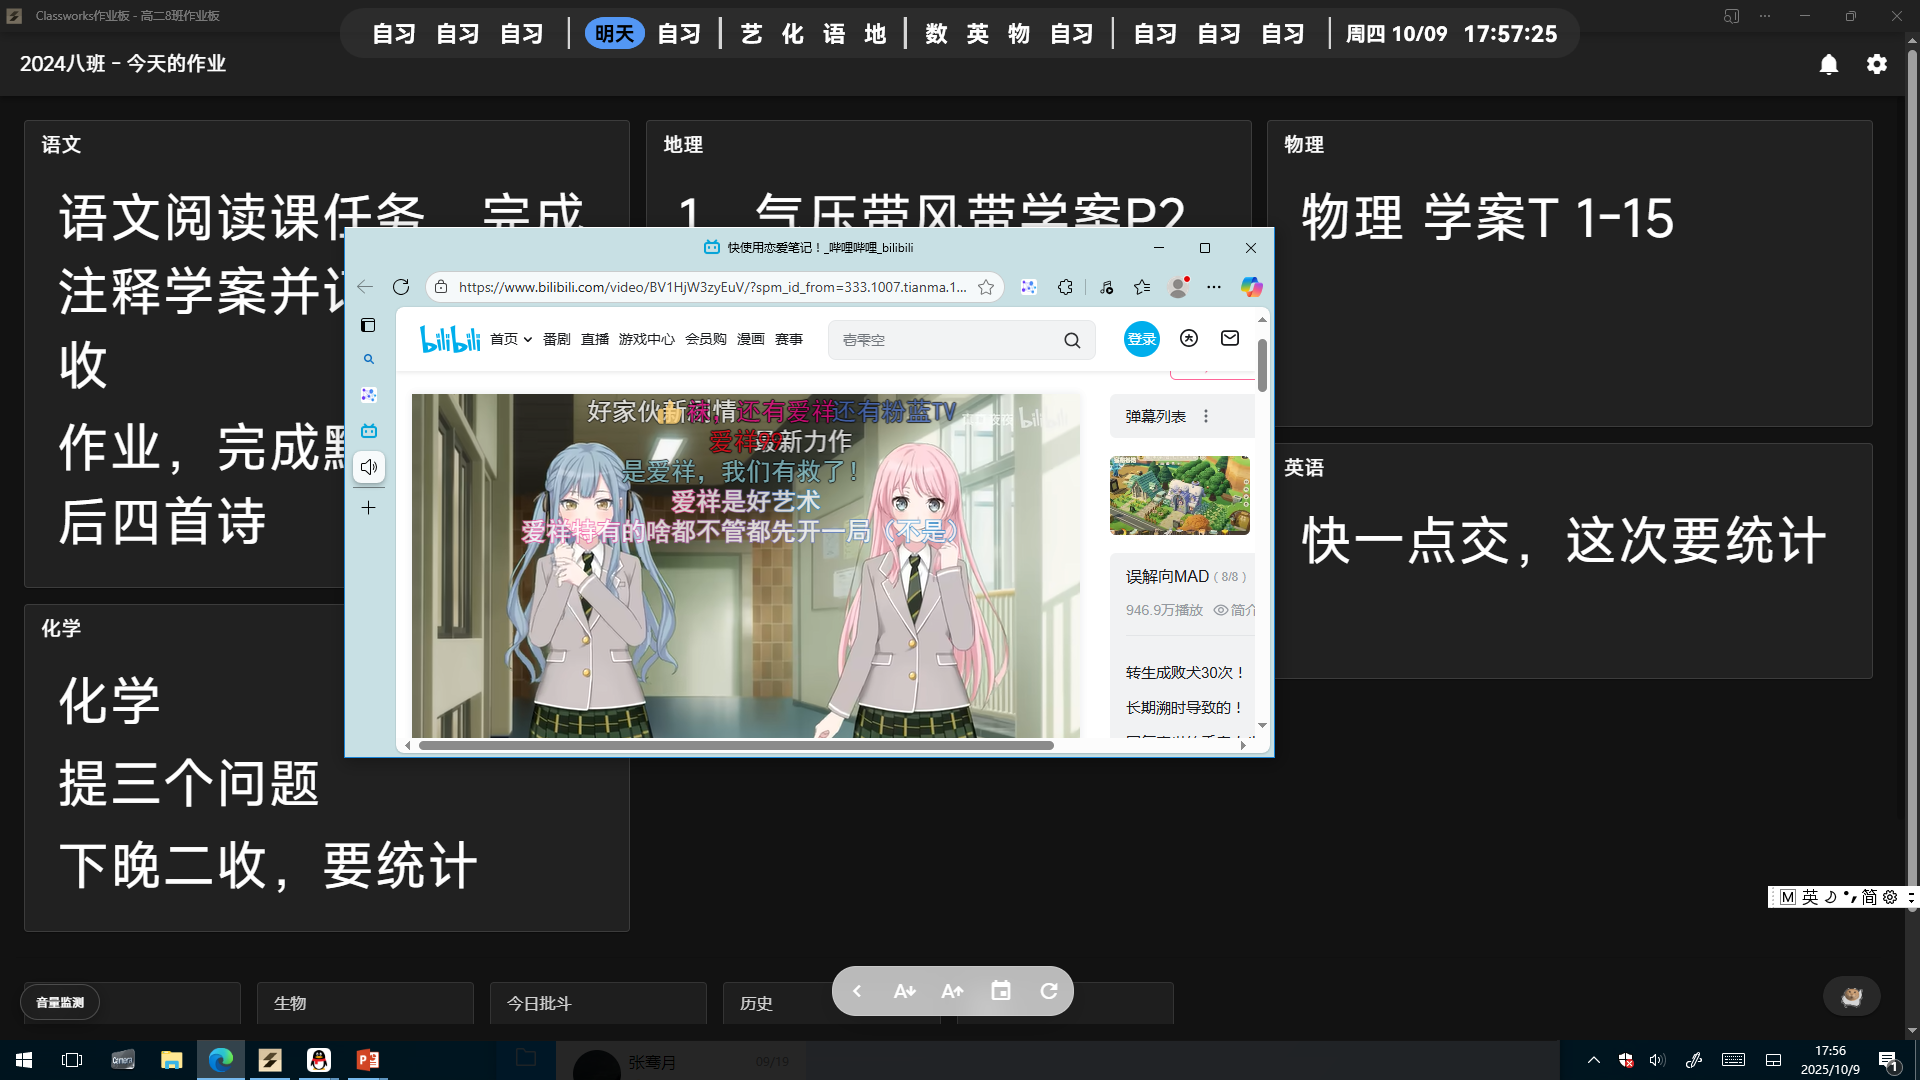 Classworks作业板 - 高二8班作业板
自习 自习 自习 | 明天 自习 | 艺 化 语 地 | 数 英 物 自习 | 自习 自习 自习 | 周四 10/09 17:57:25
2024八班 - 今天的作业
语文
语文阅读课任务
完成
注释学案并
收
作业，完成
后四首诗
地理
1、气压带风带学案P2
物理
物理 学案T 1-15
英语
快一点交，这次要统计
化学
化学
提三个问题
下晚二收，要统计
快使用恋爱笔记！_哔哩哔哩_bilibili
https://www.bilibili.com/video/BV1HjW3zyEuV/?spm_id_from=333.1007.tianma.1...
bilibili 首页 番剧 直播 游戏中心 会员购 漫画 赛事
壱雫空
登录
好家伙新剧情
还有爱祥
还有粉蓝TV
bilibili
爱祥99
最新力作
是爱祥，我们有救了！
爱祥是好艺术
爱祥特有的啥都不管都先开一局（不是）
弹幕列表
误解向MAD (8/8)
946.9万播放 简介
转生成败犬30次！
长期溯时导致的！
M 英 简
音量监测
生物
今日批斗
历史
A A
张骞月 09/19
17:56
2025/10/9
1